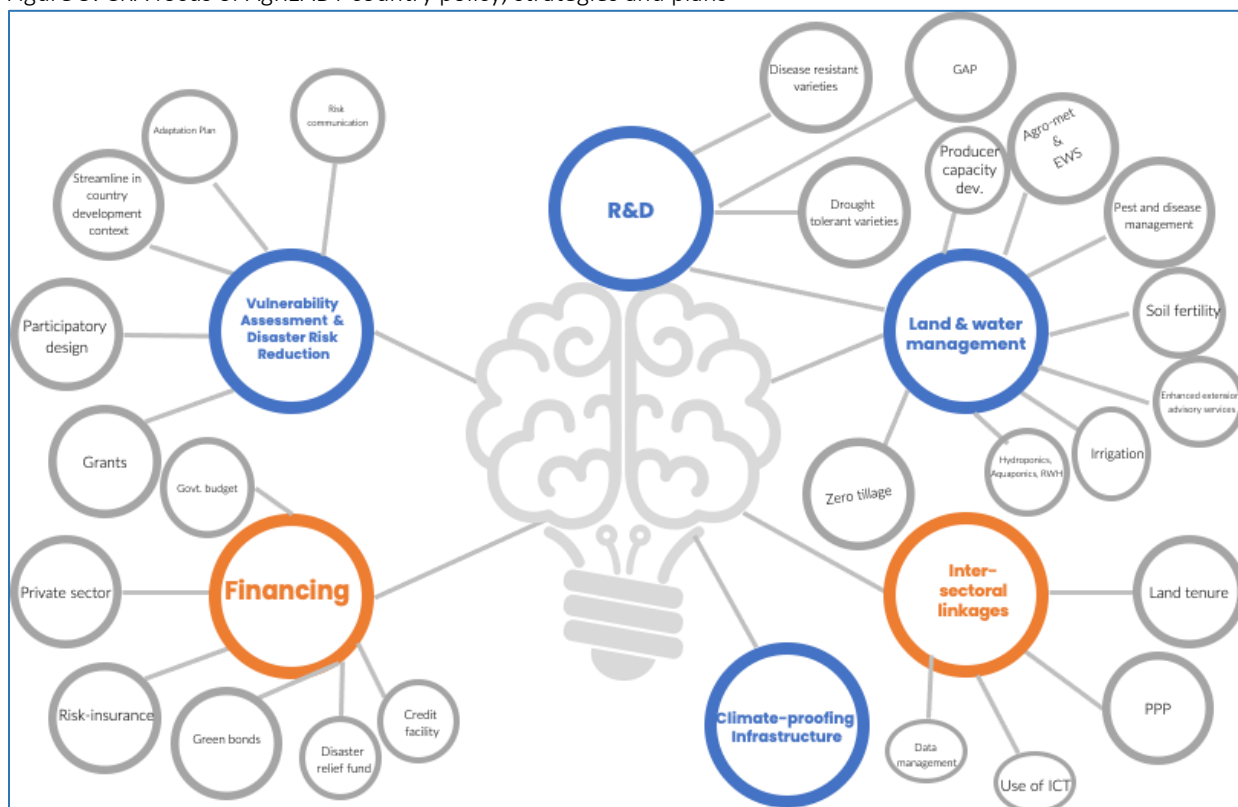 Disease resistant
varieties
GAP
Risk
communication
Adaptation Plan
Agro-met
&
EWS
Producer
capacity
dev.
Streamline in
country
development
context
R&D
Drought
tolerant varieties
Pest and disease
management
Vulnerability
Assessment &
Disaster Risk
Reduction
Land & water
management
Soil fertility
Participatory
design
Enhanced extension
advisory services
Grants
Govt. budget
Hydroponics,
Aquaponics, RWH
Irrigation
Zero tillage
Financing
Inter-
sectoral
linkages
Private sector
Land tenure
Risk-insurance
Green bonds
Disaster
relief fund
Credit
facility
Climate-proofing
Infrastructure
PPP
Data
management
Use of ICT